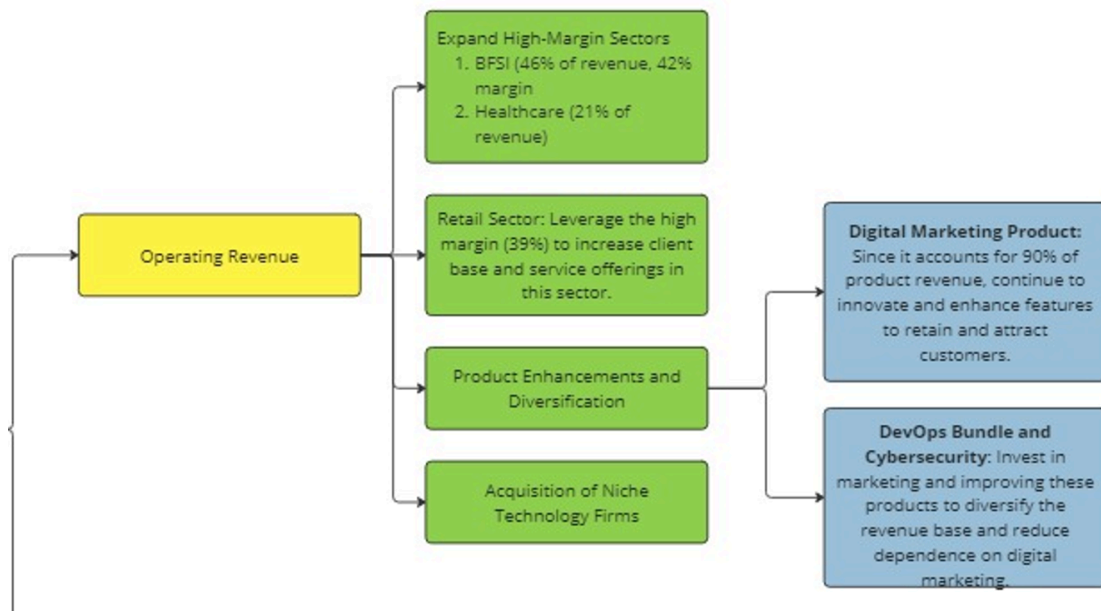 Expand High-Margin Sectors
1. BFSI (46% of revenue, 42%
margin
2. Healthcare (21% of
revenue)
Operating Revenue
Retail Sector: Leverage the high
margin (39%) to increase client
base and service offerings in
this sector.
Product Enhancements and
Diversification
Acquisition of Niche
Technology Firms
Digital Marketing Product:
Since it accounts for 90% of
product revenue, continue to
innovate and enhance features
to retain and attract
customers.
DevOps Bundle and
Cybersecurity: Invest in
marketing and improving these
products to diversify the
revenue base and reduce
dependence on digital
marketing.